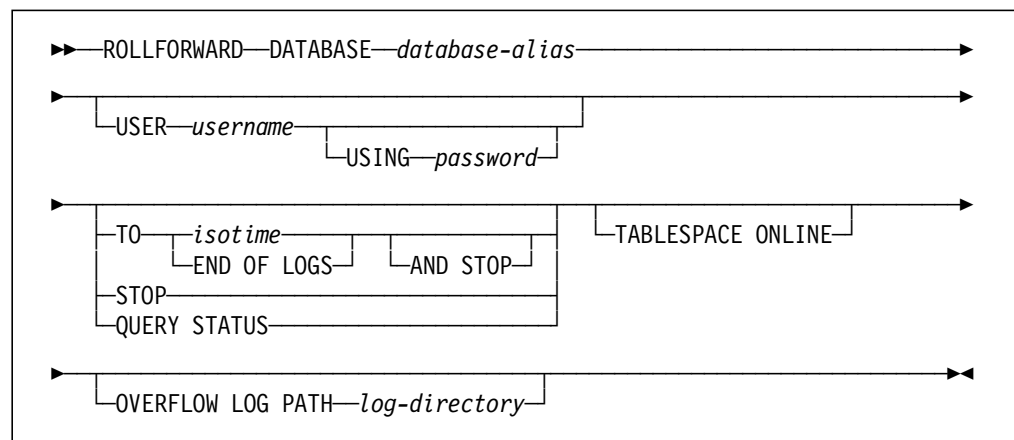 ROLLFORWARD DATABASE database-alias
USER username
USING password
TO isotime
END OF LOGS AND STOP
TABLESPACE ONLINE
STOP
QUERY STATUS
OVERFLOW LOG PATH log-directory